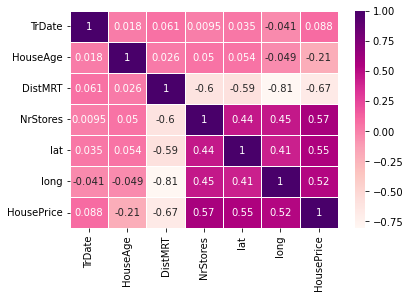 TrDate 1 0.018 0.061 0.0095 0.035 -0.041 0.088
HouseAge 0.018 1 0.026 0.05 0.054 -0.049 -0.21
DistMRT 0.061 0.026 1 -0.6 -0.59 -0.81 -0.67
NrStores 0.0095 0.05 -0.6 1 0.44 0.45 0.57
lat 0.035 0.054 -0.59 0.44 1 0.41 0.55
long -0.041 -0.049 -0.81 0.45 0.41 1 0.52
HousePrice 0.088 -0.21 -0.67 0.57 0.55 0.52 1
TrDate
HouseAge
DistMRT
NrStores
lat
long
HousePrice
1.00
0.75
0.50
0.25
0.00
-0.25
-0.50
-0.75